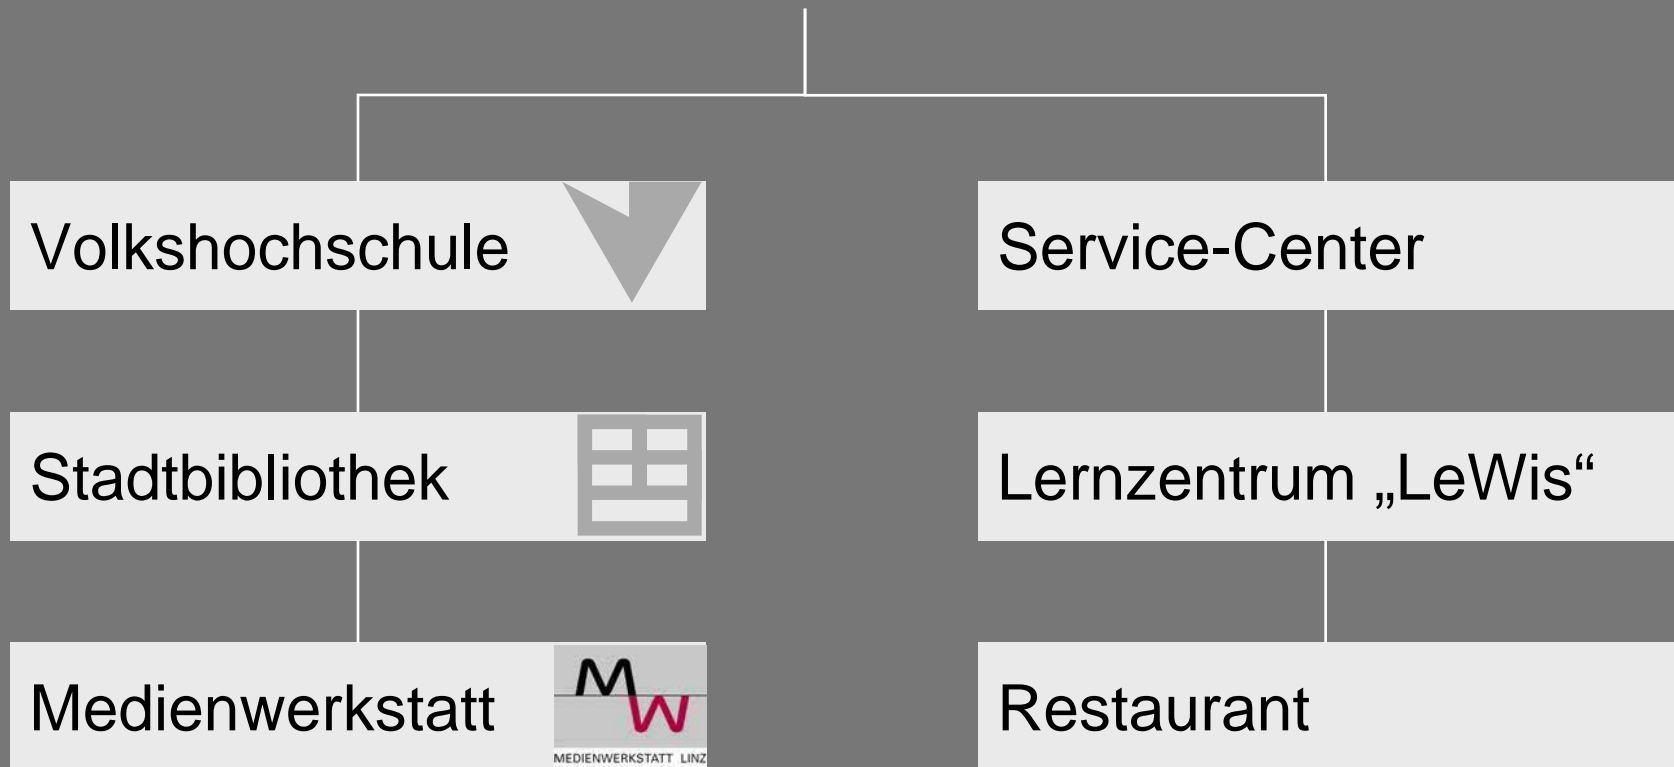 Volkshochschule
Stadtbibliothek
Medienwerkstatt
MW
MEDIENWERKSTATT LINZ
Service-Center
Lernzentrum „LeWis“
Restaurant